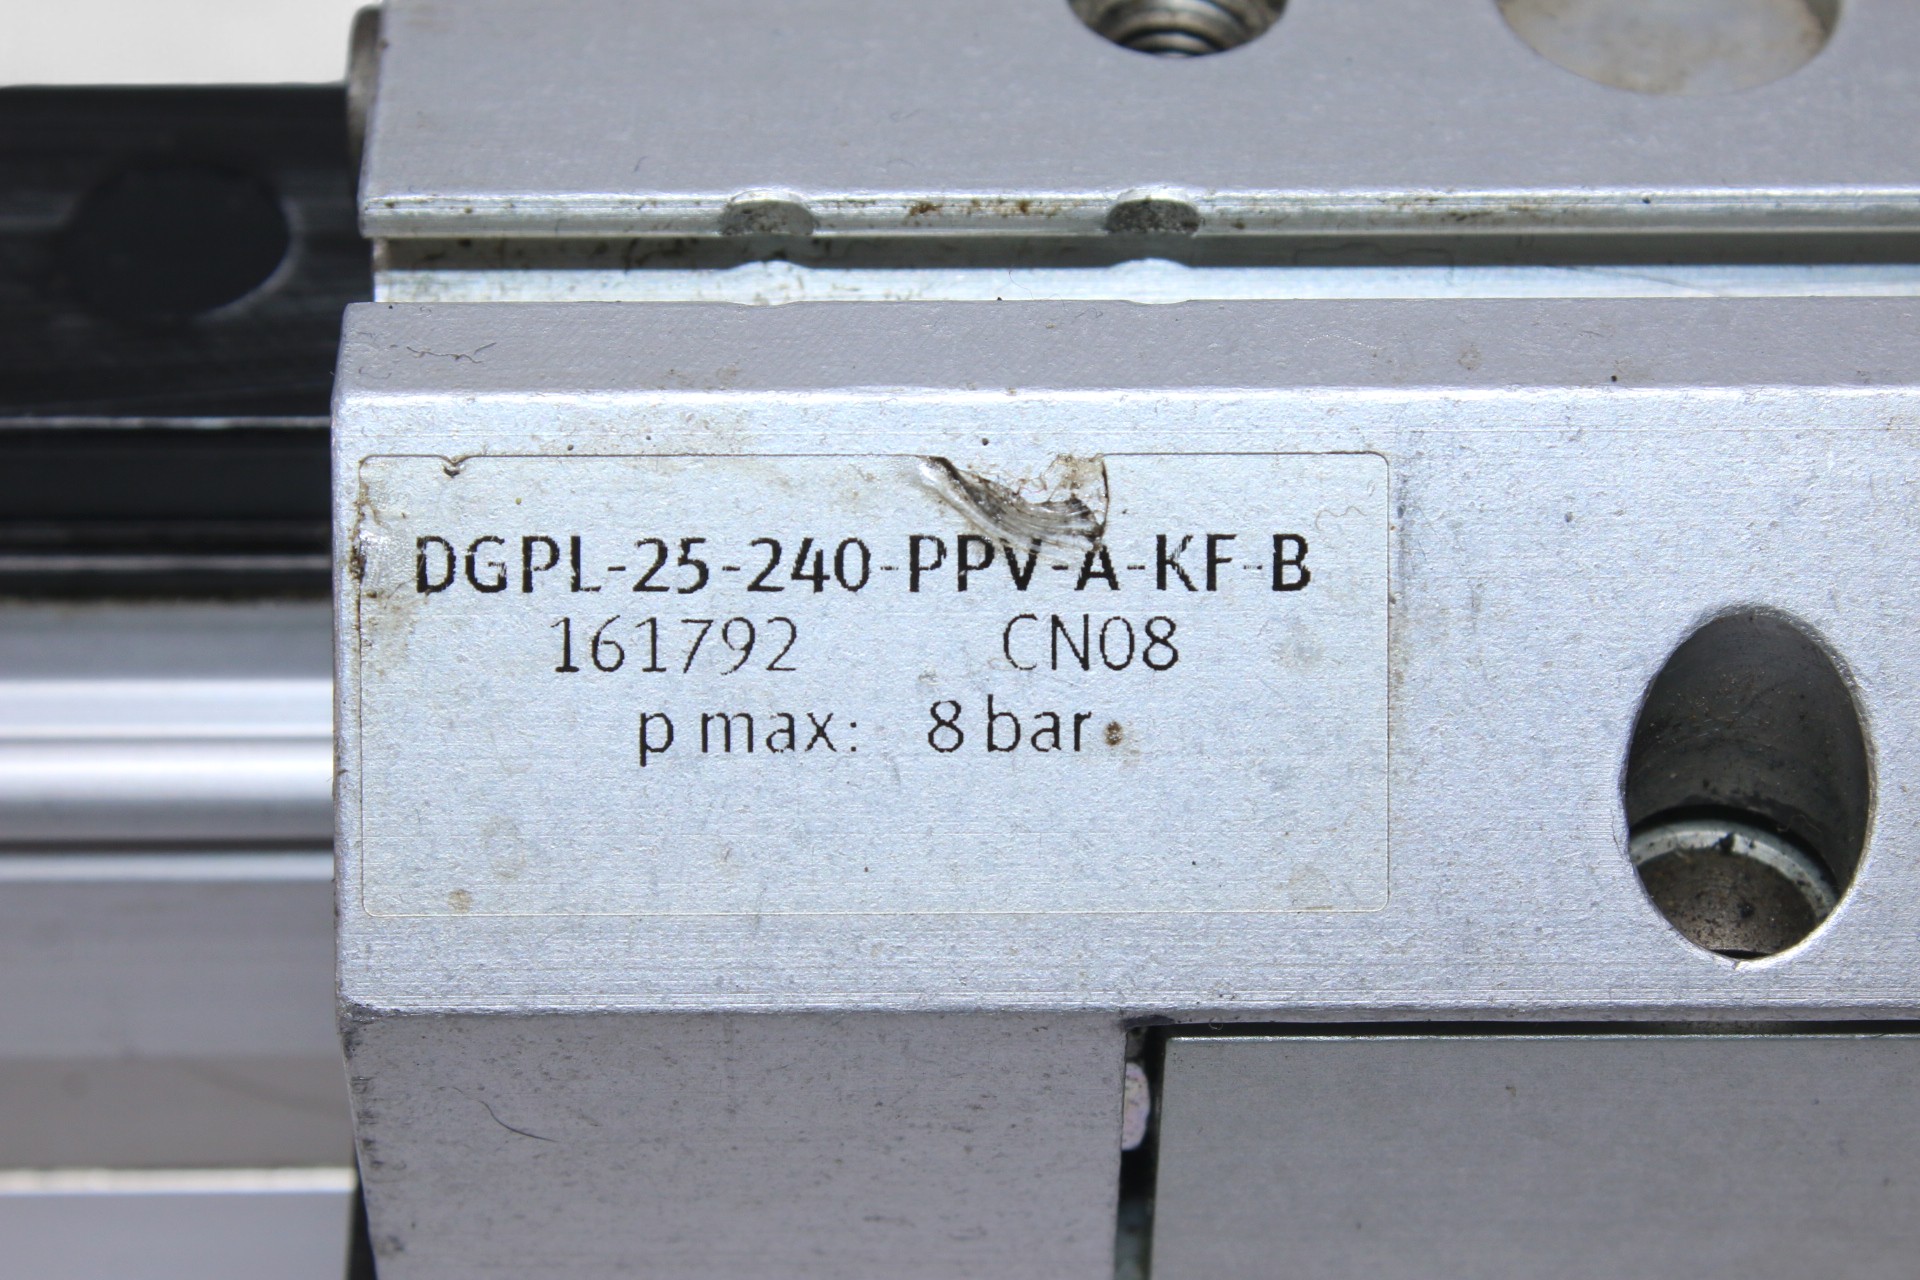 DGPL-25-240-PPV-A-KF-B
161792 CN08
p max: 8 bar